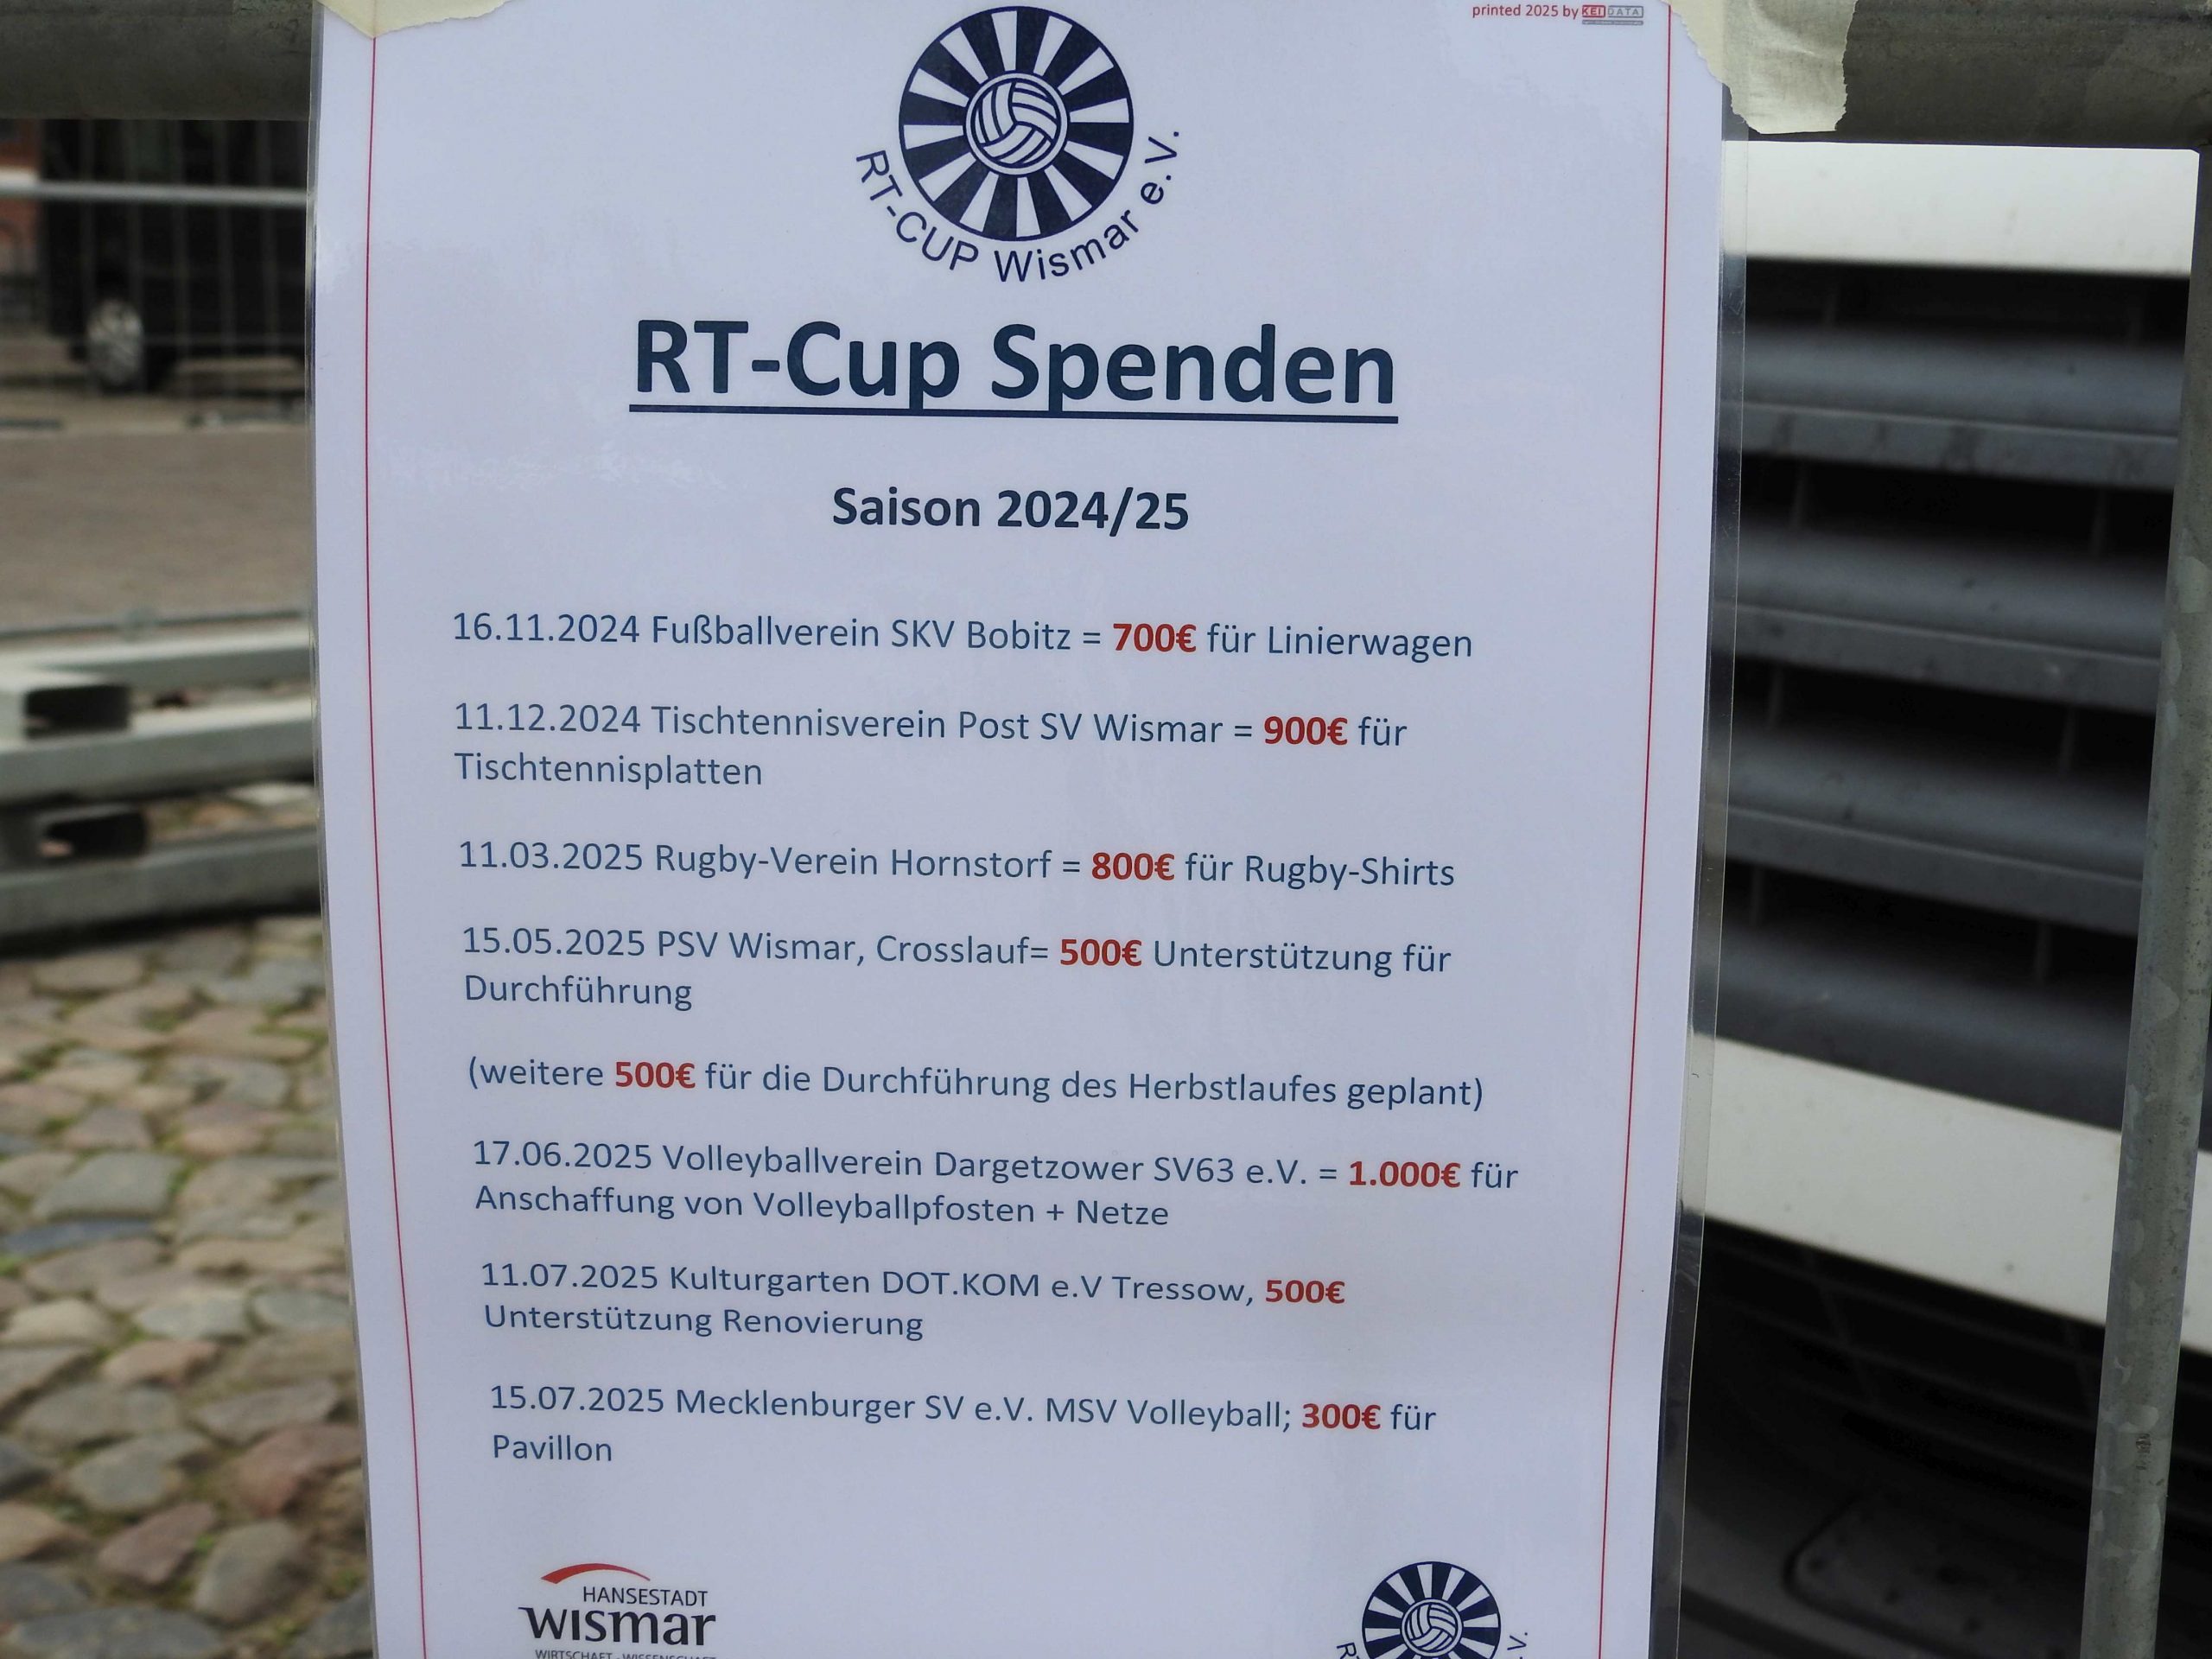 printed 2025 by KEI DATA
RT-CUP Wismar e.V.
RT-Cup Spenden
Saison 2024/25
16.11.2024 Fußballverein SKV Bobitz = 700€ für Linierwagen
11.12.2024 Tischtennisverein Post SV Wismar = 900€ für
Tischtennisplatten
11.03.2025 Rugby-Verein Hornstorf = 800€ für Rugby-Shirts
15.05.2025 PSV Wismar, Crosslauf= 500€ Unterstützung für
Durchführung
(weitere 500€ für die Durchführung des Herbstlaufes geplant)
17.06.2025 Volleyballverein Dargetzower SV63 e.V. = 1.000€ für
Anschaffung von Volleyballpfosten + Netze
11.07.2025 Kulturgarten DOT.KOM e.V Tressow, 500€
Unterstützung Renovierung
15.07.2025 Mecklenburger SV e.V. MSV Volleyball; 300€ für
Pavillon
HANSESTADT
wismar